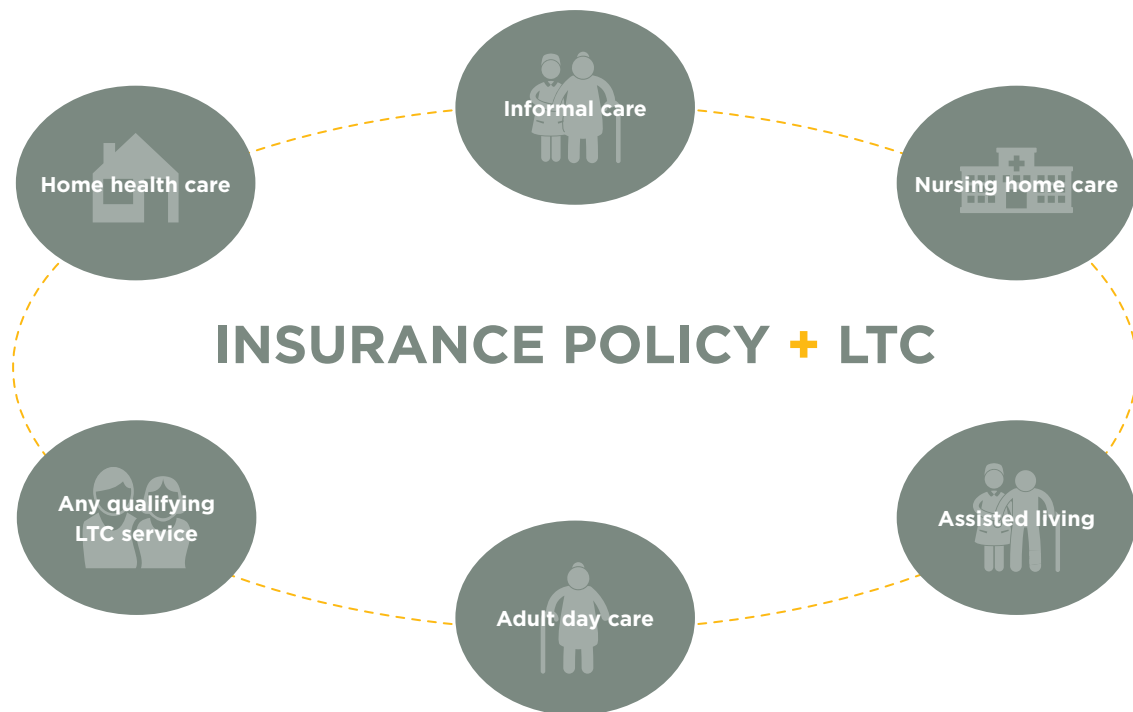 Informal care
Home health care
Nursing home care
INSURANCE POLICY + LTC
Any qualifying
LTC service
Assisted living
Adult day care